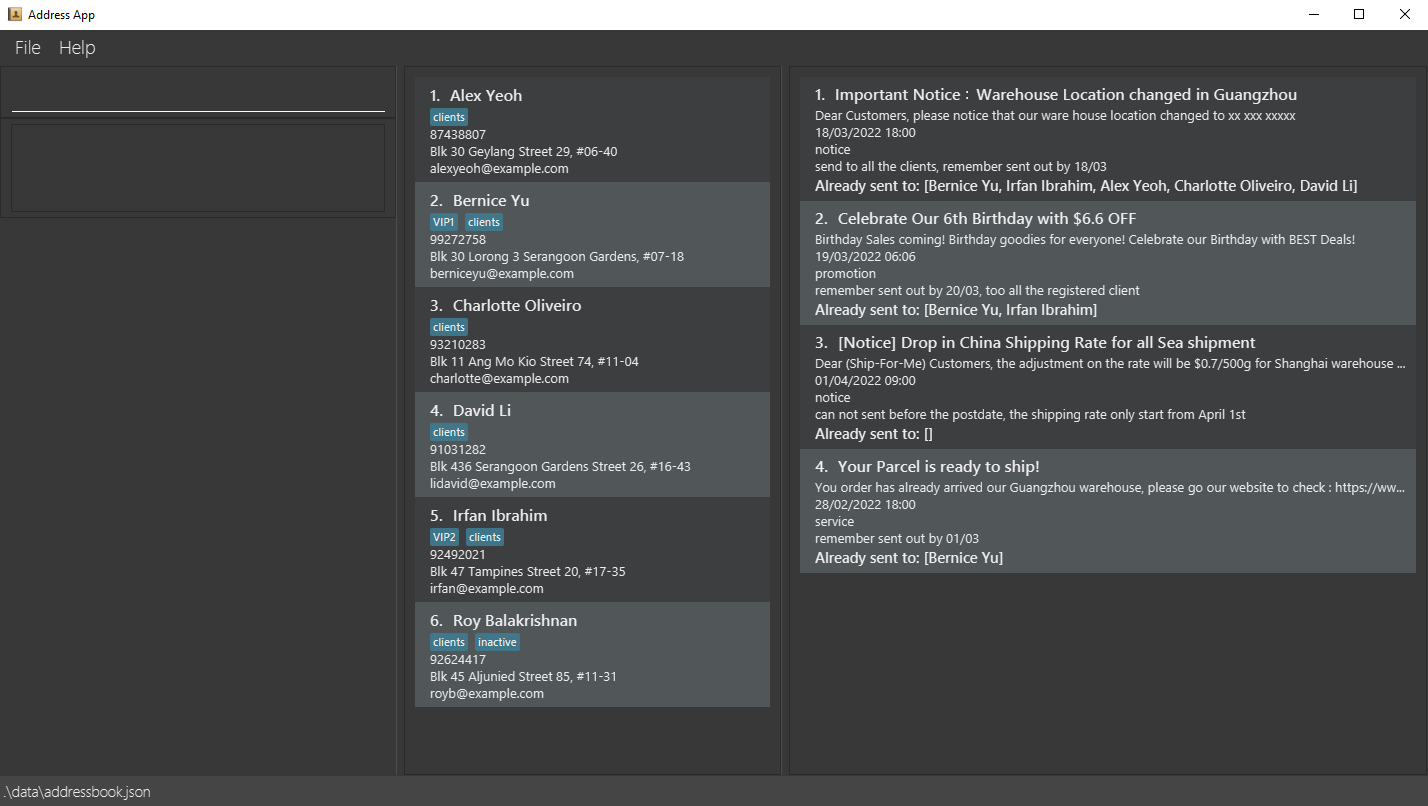 Address App
File Help
1. Alex Yeoh
clients
87438807
Blk 30 Geylang Street 29, #06-40
alexyeoh@example.com
2. Bernice Yu
VIP1 clients
99272758
Blk 30 Lorong 3 Serangoon Gardens, #07-18
berniceyu@example.com
3. Charlotte Oliveiro
clients
93210283
Blk 11 Ang Mo Kio Street 74, #11-04
charlotte@example.com
4. David Li
clients
91031282
Blk 436 Serangoon Gardens Street 26, #16-43
lidavid@example.com
5. Irfan Ibrahim
VIP2 clients
92492021
Blk 47 Tampines Street 20, #17-35
irfan@example.com
6. Roy Balakrishnan
clients inactive
92624417
Blk 45 Aljunied Street 85, #11-31
royb@example.com
1. Important Notice：Warehouse Location changed in Guangzhou
Dear Customers, please notice that our ware house location changed to xx xxx xxxxx
18/03/2022 18:00
notice
send to all the clients, remember sent out by 18/03
Already sent to: [Bernice Yu, Irfan Ibrahim, Alex Yeoh, Charlotte Oliveiro, David Li]
2. Celebrate Our 6th Birthday with $6.6 OFF
Birthday Sales coming! Birthday goodies for everyone! Celebrate our Birthday with BEST Deals!
19/03/2022 06:06
promotion
remember sent out by 20/03, too all the registered client
Already sent to: [Bernice Yu, Irfan Ibrahim]
3. [Notice] Drop in China Shipping Rate for all Sea shipment
Dear (Ship-For-Me) Customers, the adjustment on the rate will be $0.7/500g for Shanghai warehouse ...
01/04/2022 09:00
notice
can not sent before the postdate, the shipping rate only start from April 1st
Already sent to: []
4. Your Parcel is ready to ship!
You order has already arrived our Guangzhou warehouse, please go our website to check : https://ww...
28/02/2022 18:00
service
remember sent out by 01/03
Already sent to: [Bernice Yu]
.\data\addressbook.json